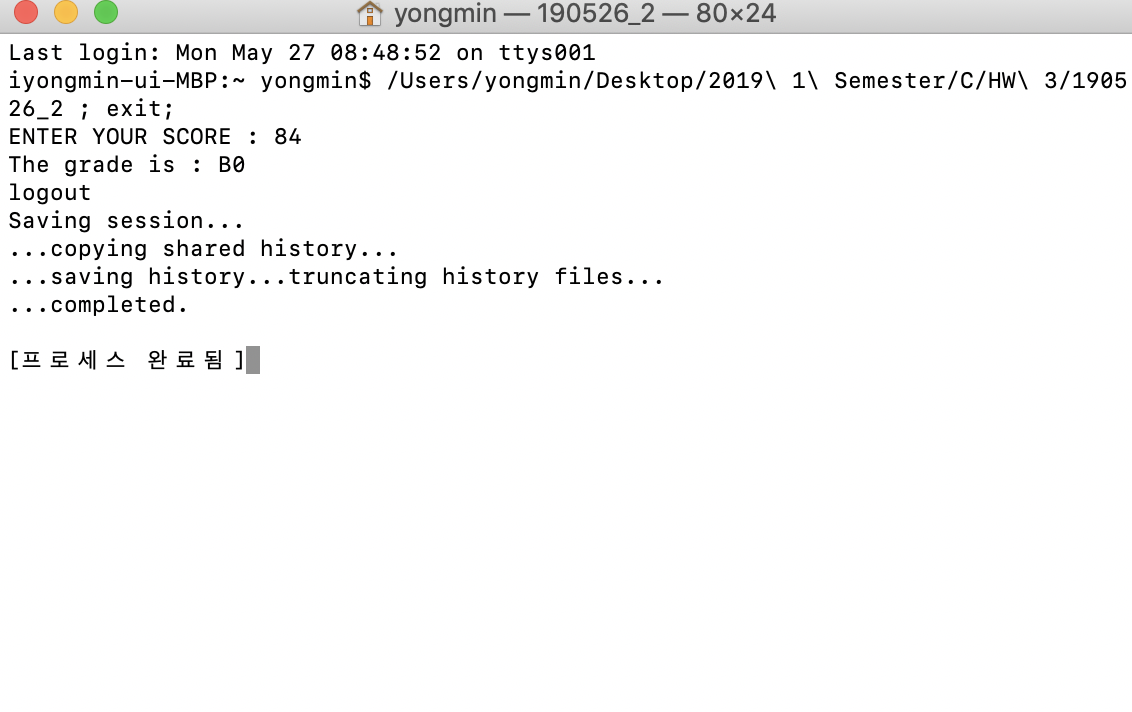 yongmin — 190526_2 — 80×24
Last login: Mon May 27 08:48:52 on ttys001
iyongmin-ui-MBP:~ yongmin$ /Users/yongmin/Desktop/2019\ 1\ Semester/C/HW\ 3/1905
26_2 ; exit;
ENTER YOUR SCORE : 84
The grade is : B0
logout
Saving session...
...copying shared history...
...saving history...truncating history files...
...completed.
[프로세스 완료됨]